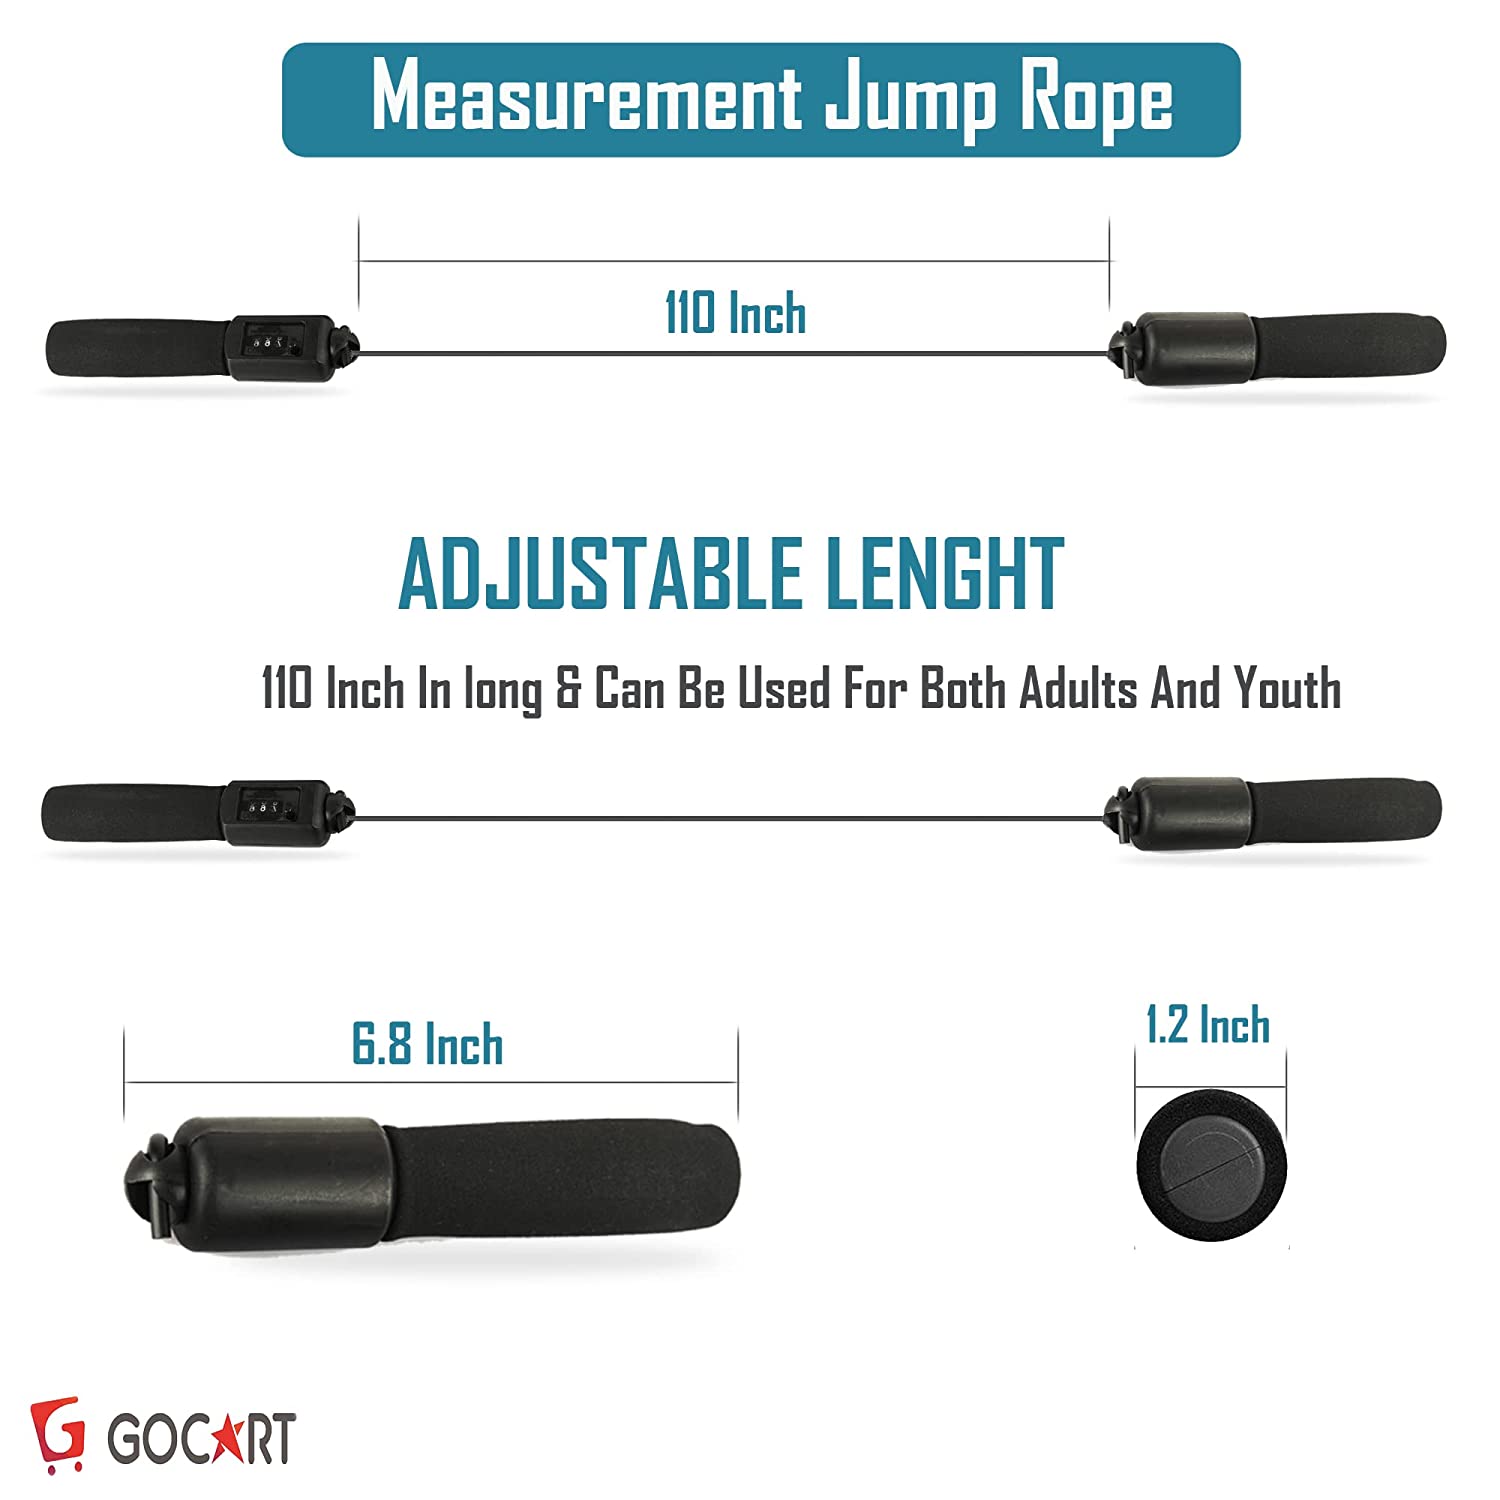 Measurement Jump Rope
110 Inch
ADJUSTABLE LENGHT
110 Inch In long & Can Be Used For Both Adults And Youth
6.8 Inch
1.2 Inch
GOCART